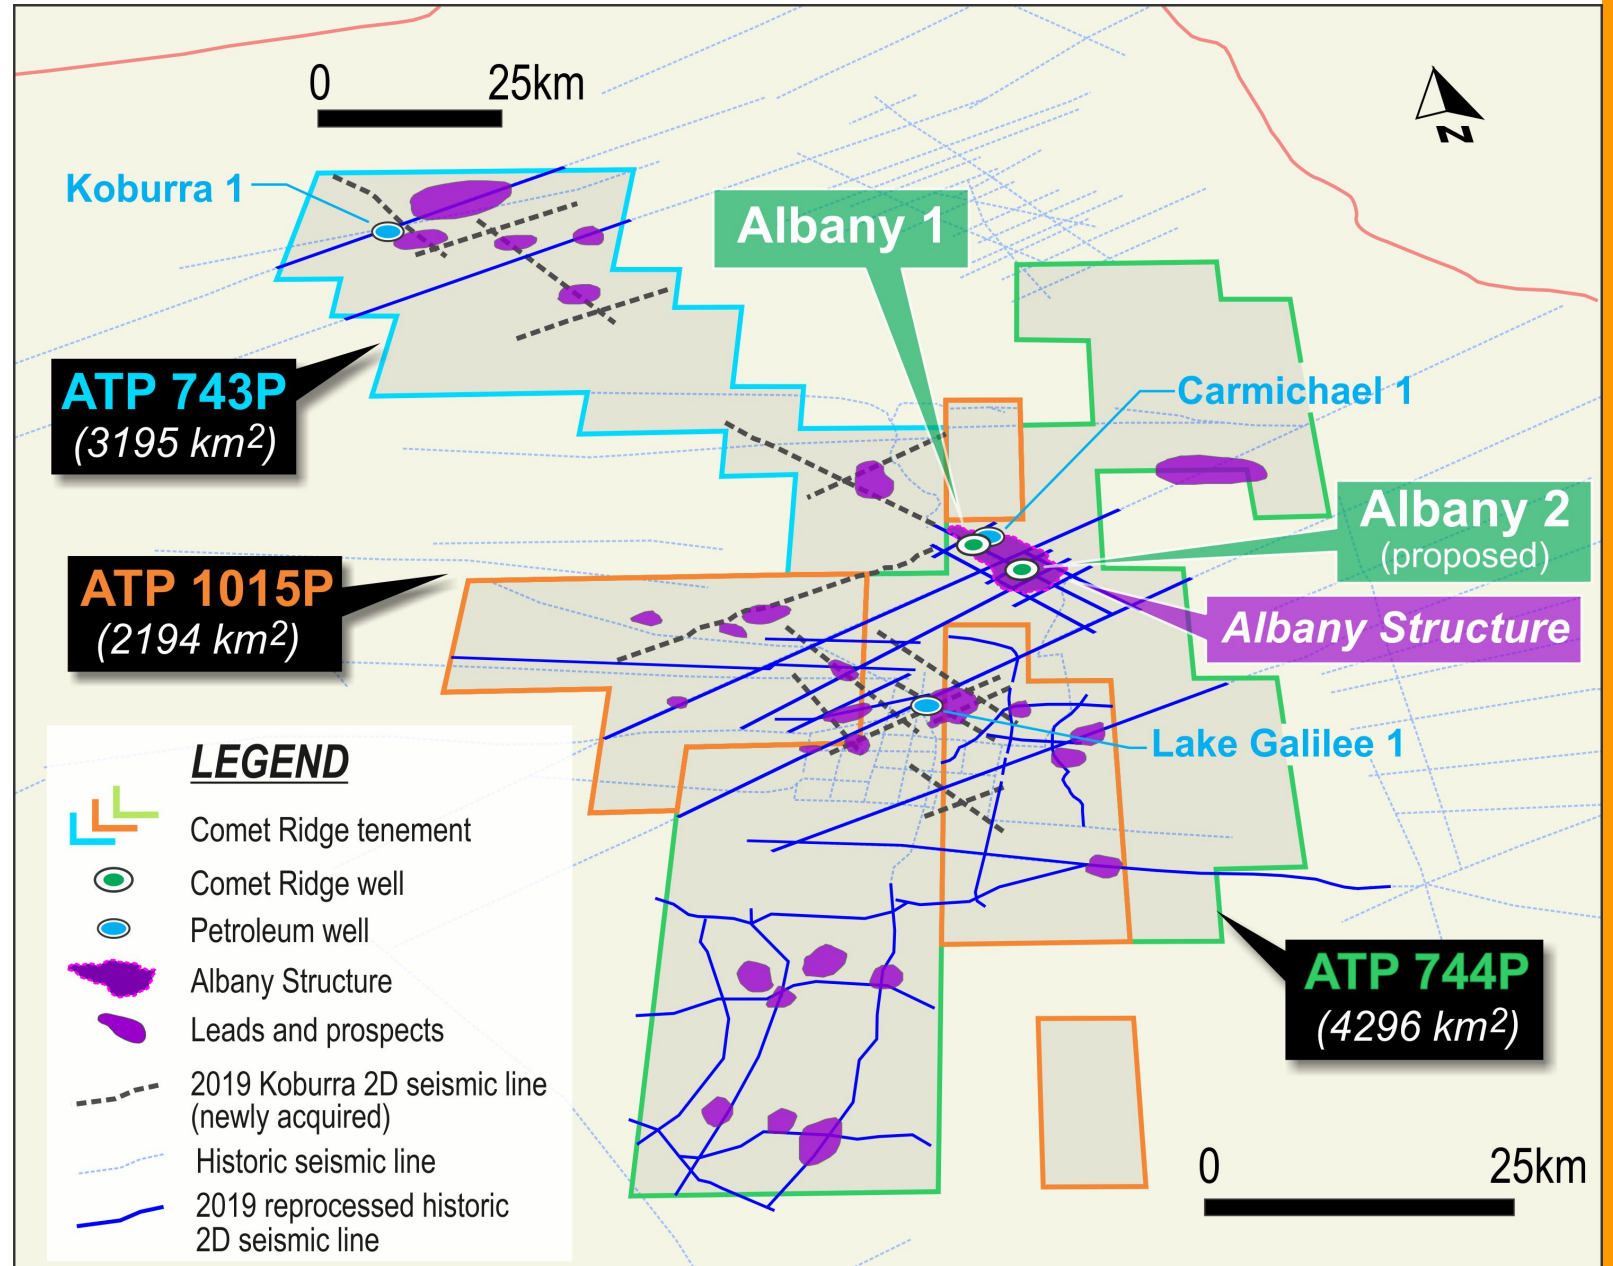 0 25km
N
Koburra 1
Albany 1
ATP 743P
(3195 km2)
Carmichael 1
Albany 2
(proposed)
ATP 1015P
(2194 km2)
Albany Structure
Lake Galilee 1
LEGEND
Comet Ridge tenement
Comet Ridge well
Petroleum well
Albany Structure
Leads and prospects
2019 Koburra 2D seismic line
(newly acquired)
Historic seismic line
2019 reprocessed historic
2D seismic line
ATP 744P
(4296 km2)
0 25km